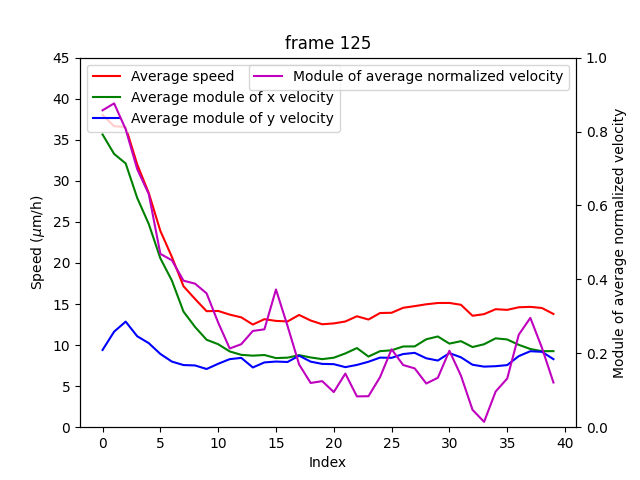 frame 125
Average speed
Average module of x velocity
Average module of y velocity
Module of average normalized velocity
Speed (μm/h)
45
40
35
30
25
20
15
10
5
0
1.0
0.8
0.6
0.4
0.2
0.0
Module of average normalized velocity
0 5 10 15 20 25 30 35 40
Index